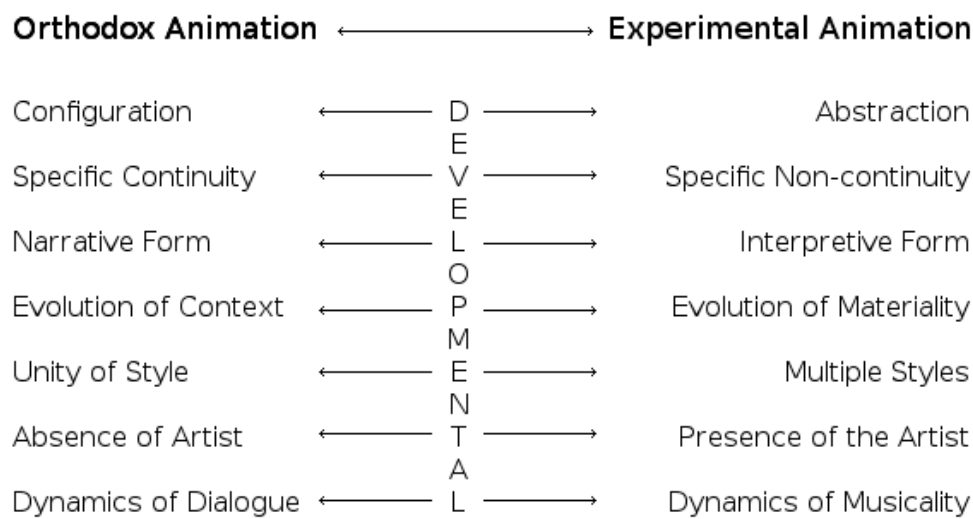 Orthodox Animation Experimental Animation
Configuration D Abstraction
E
Specific Continuity V Specific Non-continuity
E
Narrative Form L Interpretive Form
O
Evolution of Context P Evolution of Materiality
M
Unity of Style E Multiple Styles
N
Absence of Artist T Presence of the Artist
A
Dynamics of Dialogue L Dynamics of Musicality